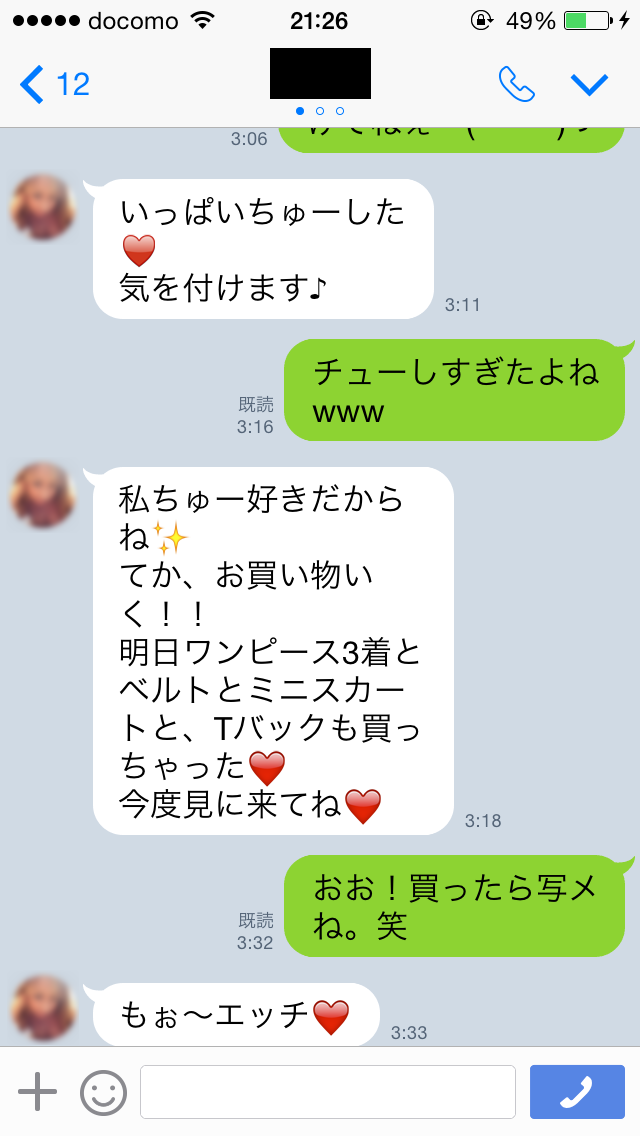 docomo 21:26 49%
12
3:06
いっぱいちゅーした
❤️
気を付けます♪
3:11
チューしすぎたよね
www
既読
3:16
私ちゅー好きだから
ね✨
てか、お買い物い
く！！
明日ワンピース3着と
ベルトとミニスカー
トと、Tバックも買っ
ちゃった❤️
今度見に来てね❤️
3:18
おお！買ったら写メ
ね。笑
既読
3:32
もぉ〜エッチ❤️
3:33